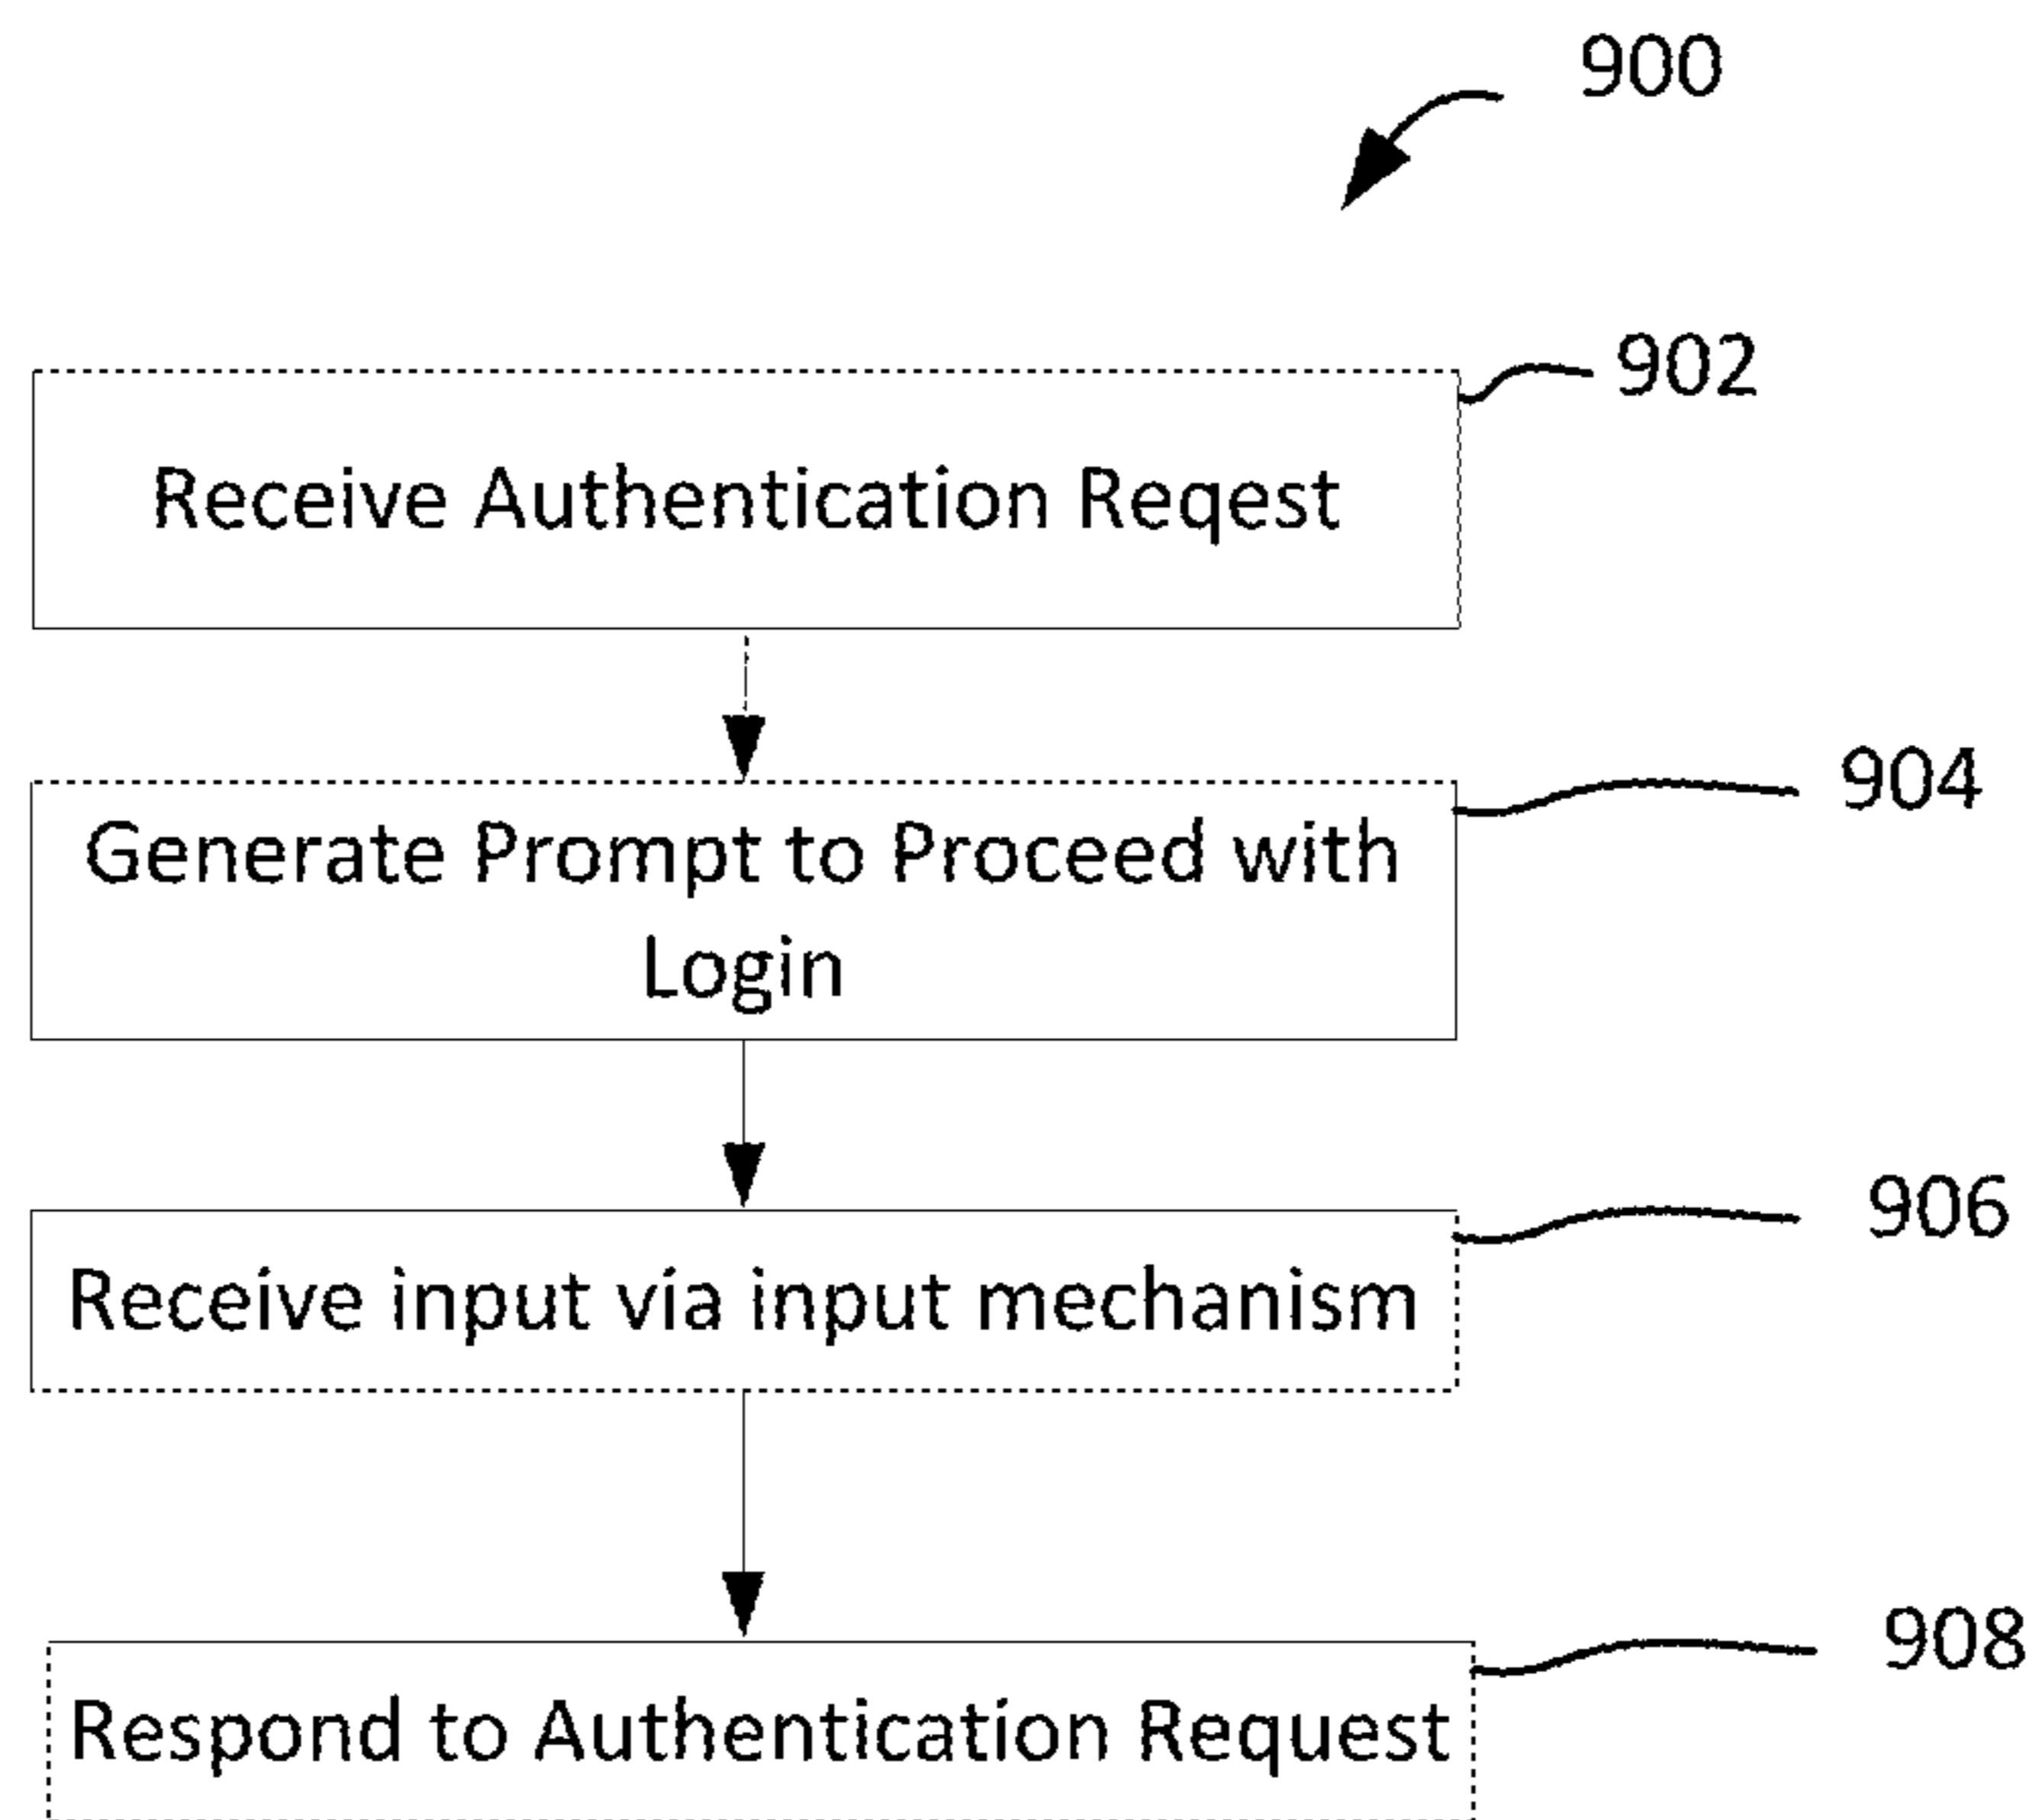 900
902
Receive Authentication Reqest
904
Generate Prompt to Proceed with
Login
906
Receive input via input mechanism
908
Respond to Authentication Request